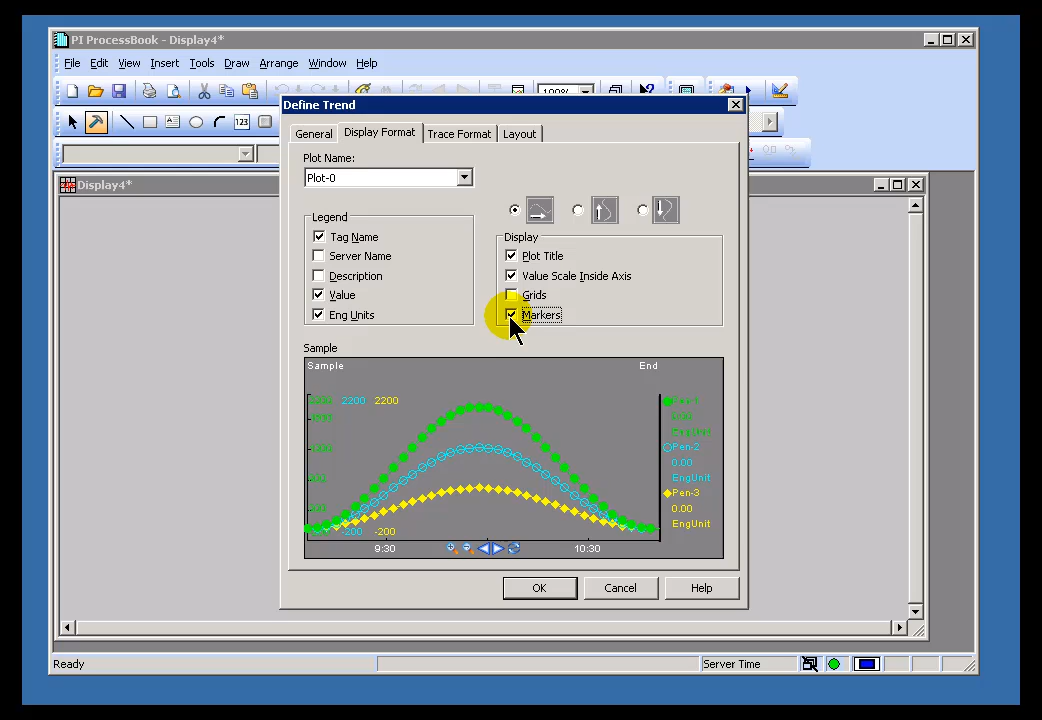 PI ProcessBook - Display4*
File Edit View Insert Tools Draw Arrange Window Help
123
Define Trend
General Display Format Trace Format Layout
Display4*
Plot Name:
Plot-0
Legend
Tag Name
Server Name
Description
Value
Eng Units
Display
Plot Title
Value Scale Inside Axis
Grids
Markers
Sample
Sample End
2200 2200
Pen-1
EngUnit
Pen-2
0.00
EngUnit
Pen-3
0.00
EngUnit
-200 -200
9:30 10:30
OK Cancel Help
Ready Server Time